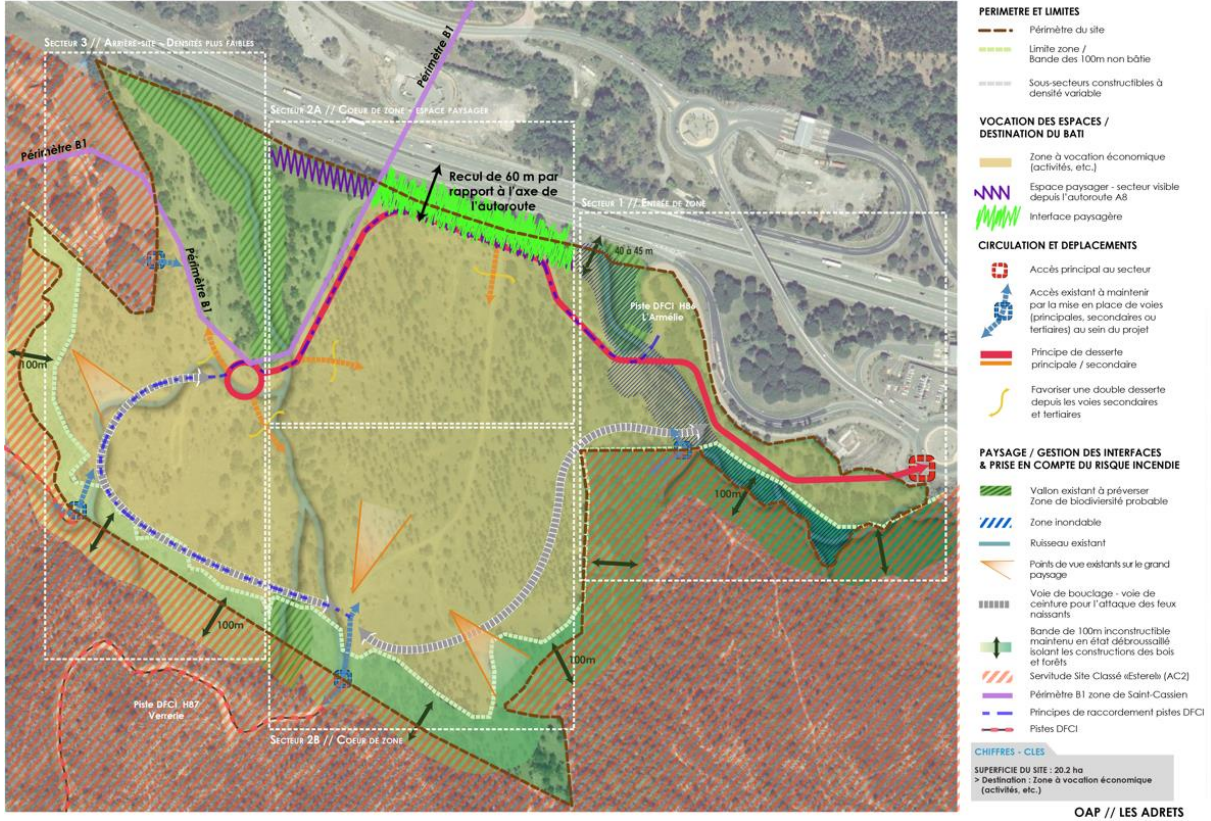 SECTEUR 3 // ARRIÈRE-SITE - DENSITÉS PLUS FAIBLES
Périmètre B1
SECTEUR 2A // COEUR DE ZONE - ESPACE PAYSAGER
Périmètre B1
Recul de 60 m par
rapport à l'axe de
l'autoroute
SECTEUR 1 // ENTRÉE DE ZONE
40 à 45 m
Périmètre B1
Piste DFCI H86
L'Armélie
100m
100m
100m
100m
100m
Piste DFCI H87
Verrerie
SECTEUR 2B // COEUR DE ZONE
PERIMETRE ET LIMITES
Périmètre du site
Limite zone /
Bande des 100m non bâtie
Sous-secteurs constructibles à
densité variable
VOCATION DES ESPACES /
DESTINATION DU BATI
Zone à vocation économique
(activités, etc.)
Espace paysager - secteur visible
depuis l'autoroute A8
Interface paysagère
CIRCULATION ET DEPLACEMENTS
Accès principal au secteur
Accès existant à maintenir
par la mise en place de voies
(principales, secondaires ou
tertiaires) au sein du projet
Principe de desserte
principale / secondaire
Favoriser une double desserte
depuis les voies secondaires
et tertiaires
PAYSAGE / GESTION DES INTERFACES
& PRISE EN COMPTE DU RISQUE INCENDIE
Vallon existant à préverser
Zone de biodiviersité probable
Zone inondable
Ruisseau existant
Points de vue existants sur le grand
paysage
Voie de bouclage - voie de
ceinture pour l'attaque des feux
naissants
Bande de 100m inconstructible
maintenu en état débroussaillé
isolant les constructions des bois
et forêts
Servitude Site Classé «Esterel» (AC2)
Périmètre B1 zone de Saint-Cassien
Principes de raccordement pistes DFCI
Pistes DFCI
CHIFFRES - CLES
SUPERFICIE DU SITE : 20.2 ha
> Destination : Zone à vocation économique
(activités, etc.)
OAP // LES ADRETS